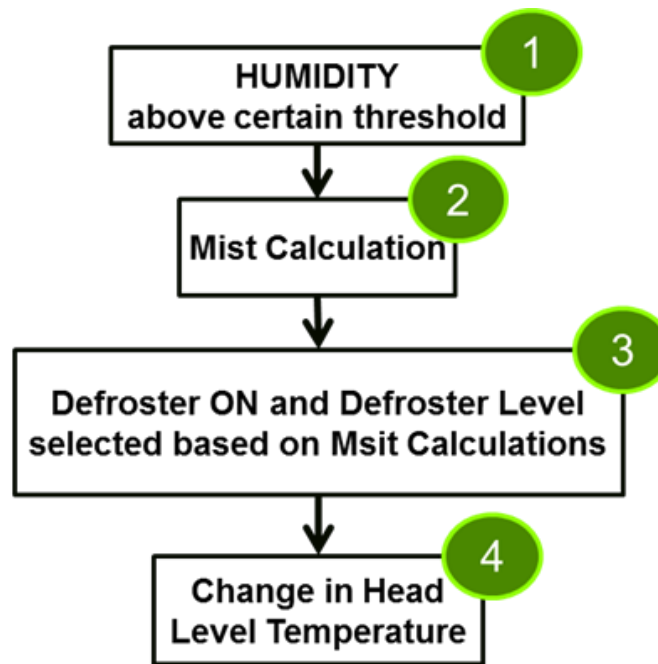 1
HUMIDITY
above certain threshold
2
Mist Calculation
3
Defroster ON and Defroster Level
selected based on Msit Calculations
4
Change in Head
Level Temperature